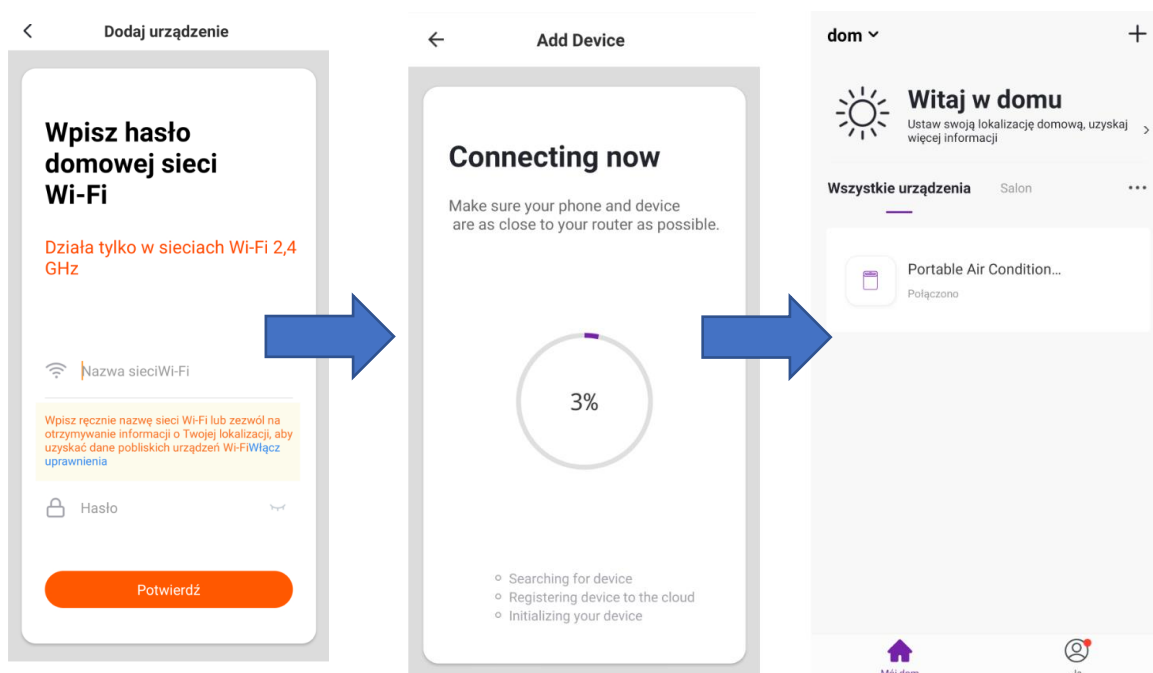 Dodaj urządzenie
Wpisz hasło
domowej sieci
Wi-Fi
Działa tylko w sieciach Wi-Fi 2,4
GHz
Nazwa sieciWi-Fi
Wpisz ręcznie nazwę sieci Wi-Fi lub zezwól na
otrzymywanie informacji o Twojej lokalizacji, aby
uzyskać dane pobliskich urządzeń Wi-FiWłącz
uprawnienia
Hasło
Potwierdź
Add Device
Connecting now
Make sure your phone and device
are as close to your router as possible.
3%
Searching for device
Registering device to the cloud
Initializing your device
dom
Witaj w domu
Ustaw swoją lokalizację domową, uzyskaj
więcej informacji
Wszystkie urządzenia Salon
Portable Air Condition...
Połączono
Mój dom Ja